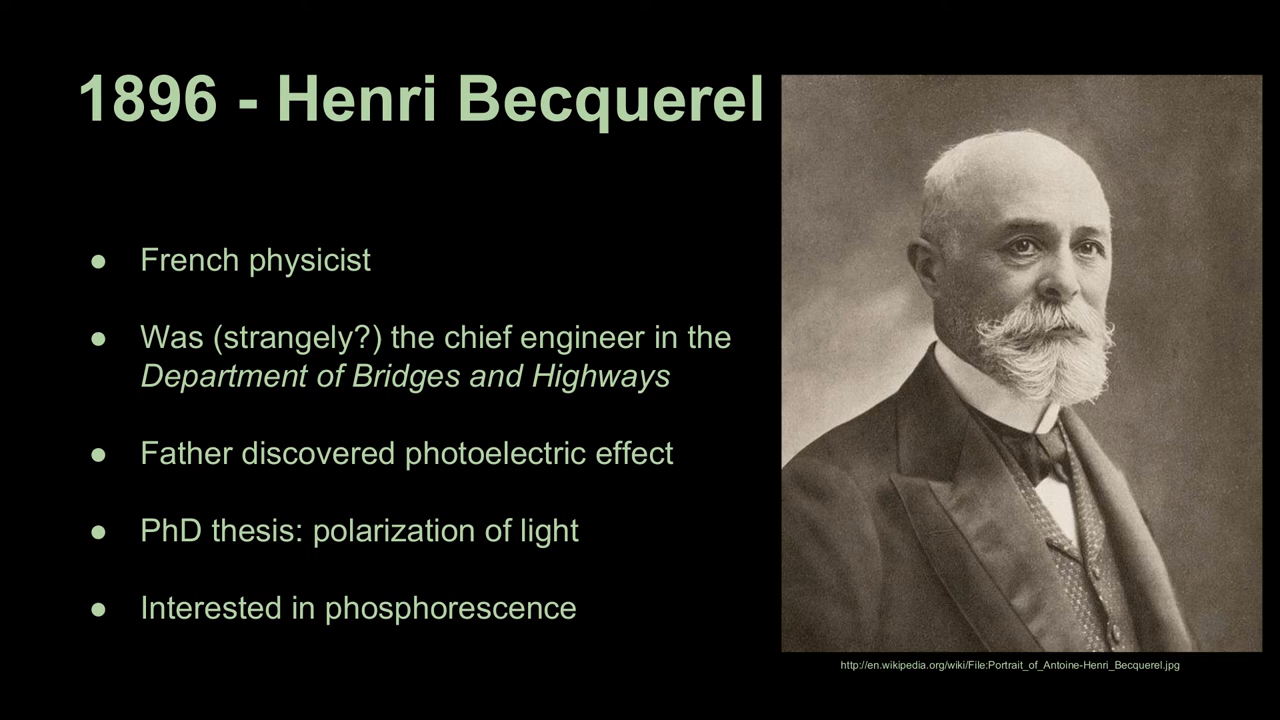 1896 - Henri Becquerel
● French physicist
● Was (strangely?) the chief engineer in the
Department of Bridges and Highways
● Father discovered photoelectric effect
● PhD thesis: polarization of light
● Interested in phosphorescence
http://en.wikipedia.org/wiki/File:Portrait_of_Antoine-Henri_Becquerel.jpg